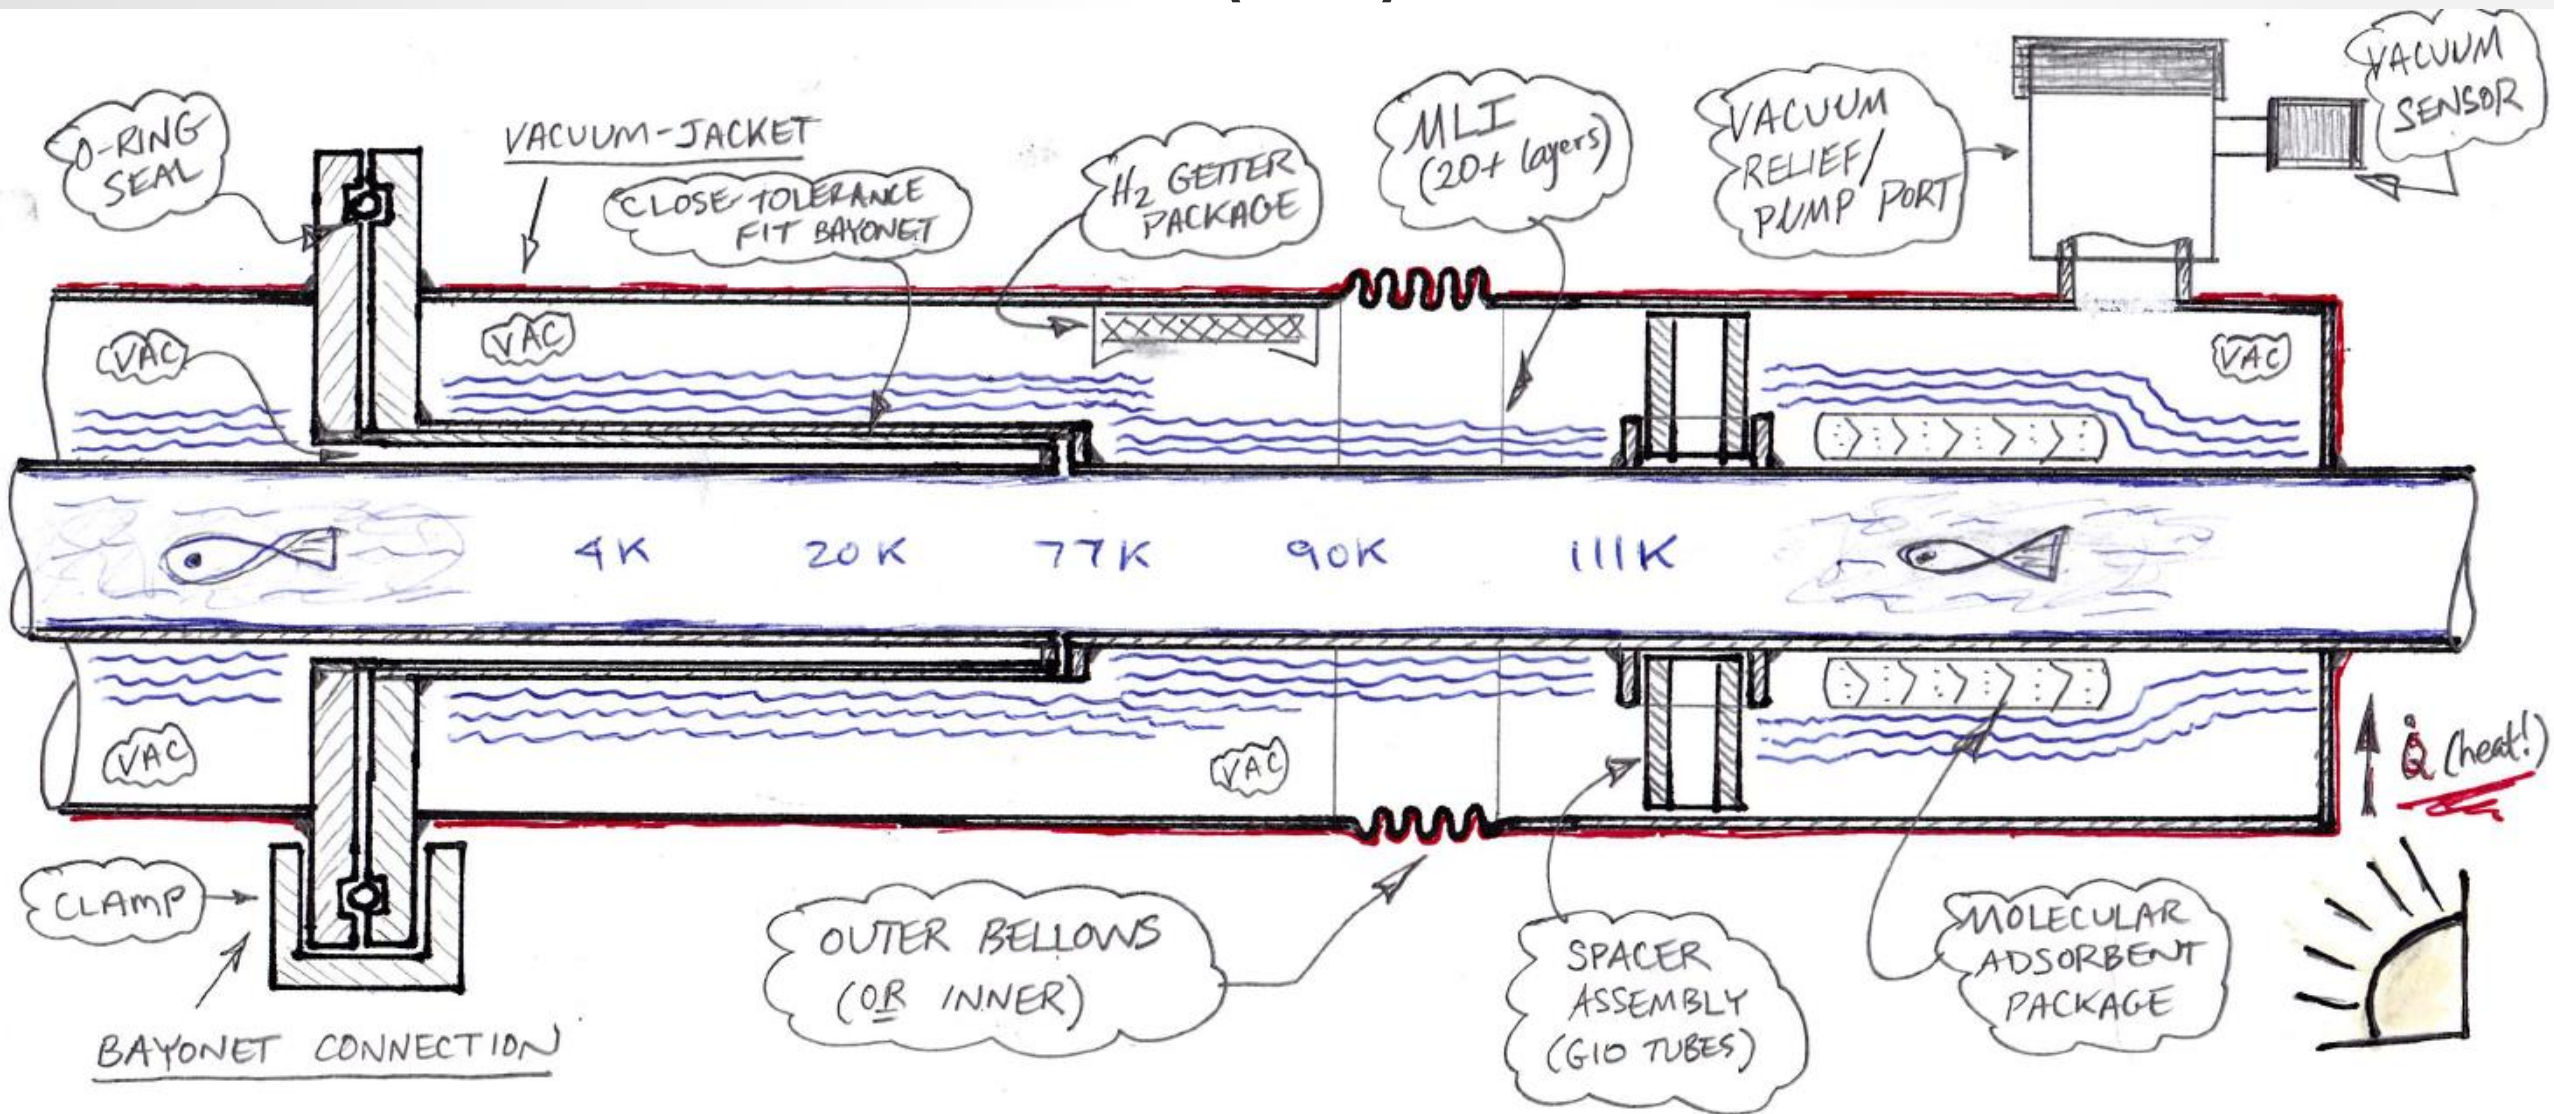 O-RING
SEAL
VACUUM-JACKET
CLOSE-TOLERANCE
FIT BAYONET
H2 GETTER
PACKAGE
MLI
(20+ layers)
VACUUM
RELIEF/
PUMP PORT
VACUUM
SENSOR
VAC
VAC
VAC
4K
20K
77K
90K
111K
VAC
VAC
Q̇ (heat!)
CLAMP
OUTER BELLOWS
(OR INNER)
SPACER
ASSEMBLY
(G10 TUBES)
MOLECULAR
ADSORBENT
PACKAGE
BAYONET CONNECTION